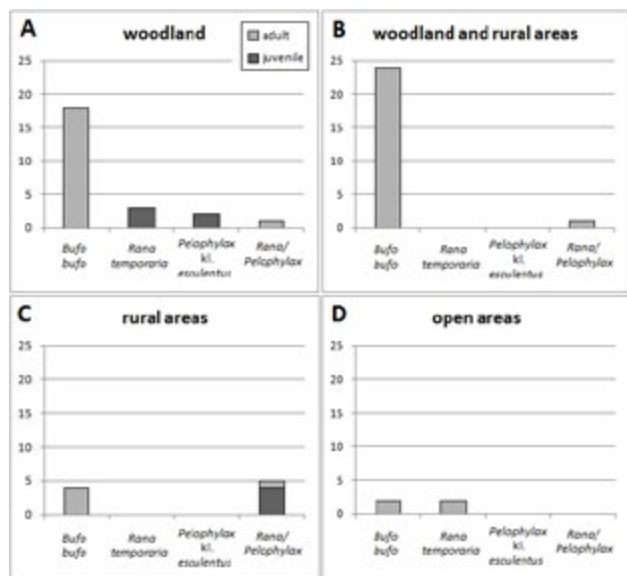 A
woodland
adult
juvenile
25
20
15
10
5
0
Bufo
bufo
Rana
temporaria
Pelophylax
kl.
esculentus
Rana/
Pelophylax
B
woodland and rural areas
25
20
15
10
5
0
Bufo
bufo
Rana
temporaria
Pelophylax
kl.
esculentus
Rana/
Pelophylax
C
rural areas
25
20
15
10
5
0
Bufo
bufo
Rana
temporaria
Pelophylax
kl.
esculentus
Rana/
Pelophylax
D
open areas
25
20
15
10
5
0
Bufo
bufo
Rana
temporaria
Pelophylax
kl.
esculentus
Rana/
Pelophylax